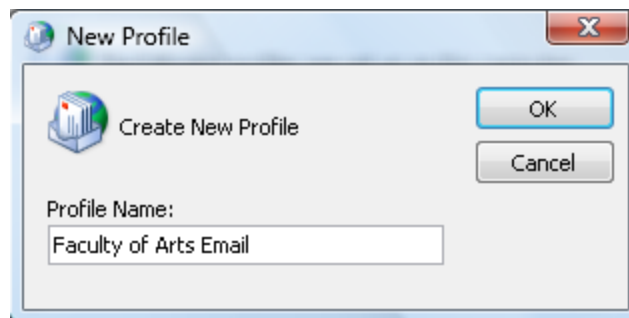 New Profile
Create New Profile
OK
Cancel
Profile Name:
Faculty of Arts Email